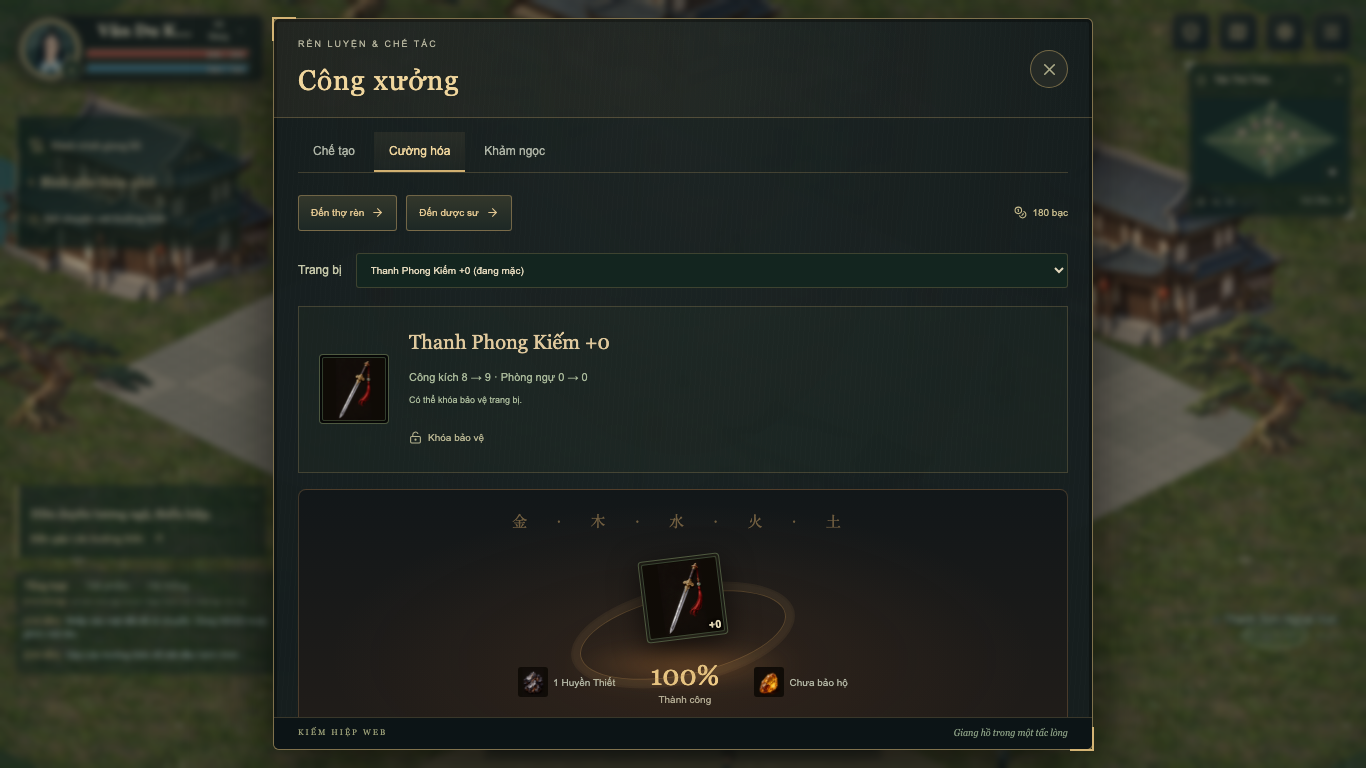 RÈN LUYỆN & CHẾ TÁC
Công xưởng
Chế tạo Cường hóa Khảm ngọc
Đến thợ rèn → Đến dược sư → 180 bạc
Trang bị Thanh Phong Kiếm +0 (đang mặc)
Thanh Phong Kiếm +0
Công kích 8 → 9 · Phòng ngự 0 → 0
Có thể khóa bảo vệ trang bị.
Khóa bảo vệ
金 · 木 · 水 · 火 · 土
+0
1 Huyền Thiết 100% Chưa bảo hộ
Thành công
KIẾM HIỆP WEB Giang hồ trong một tấc lòng